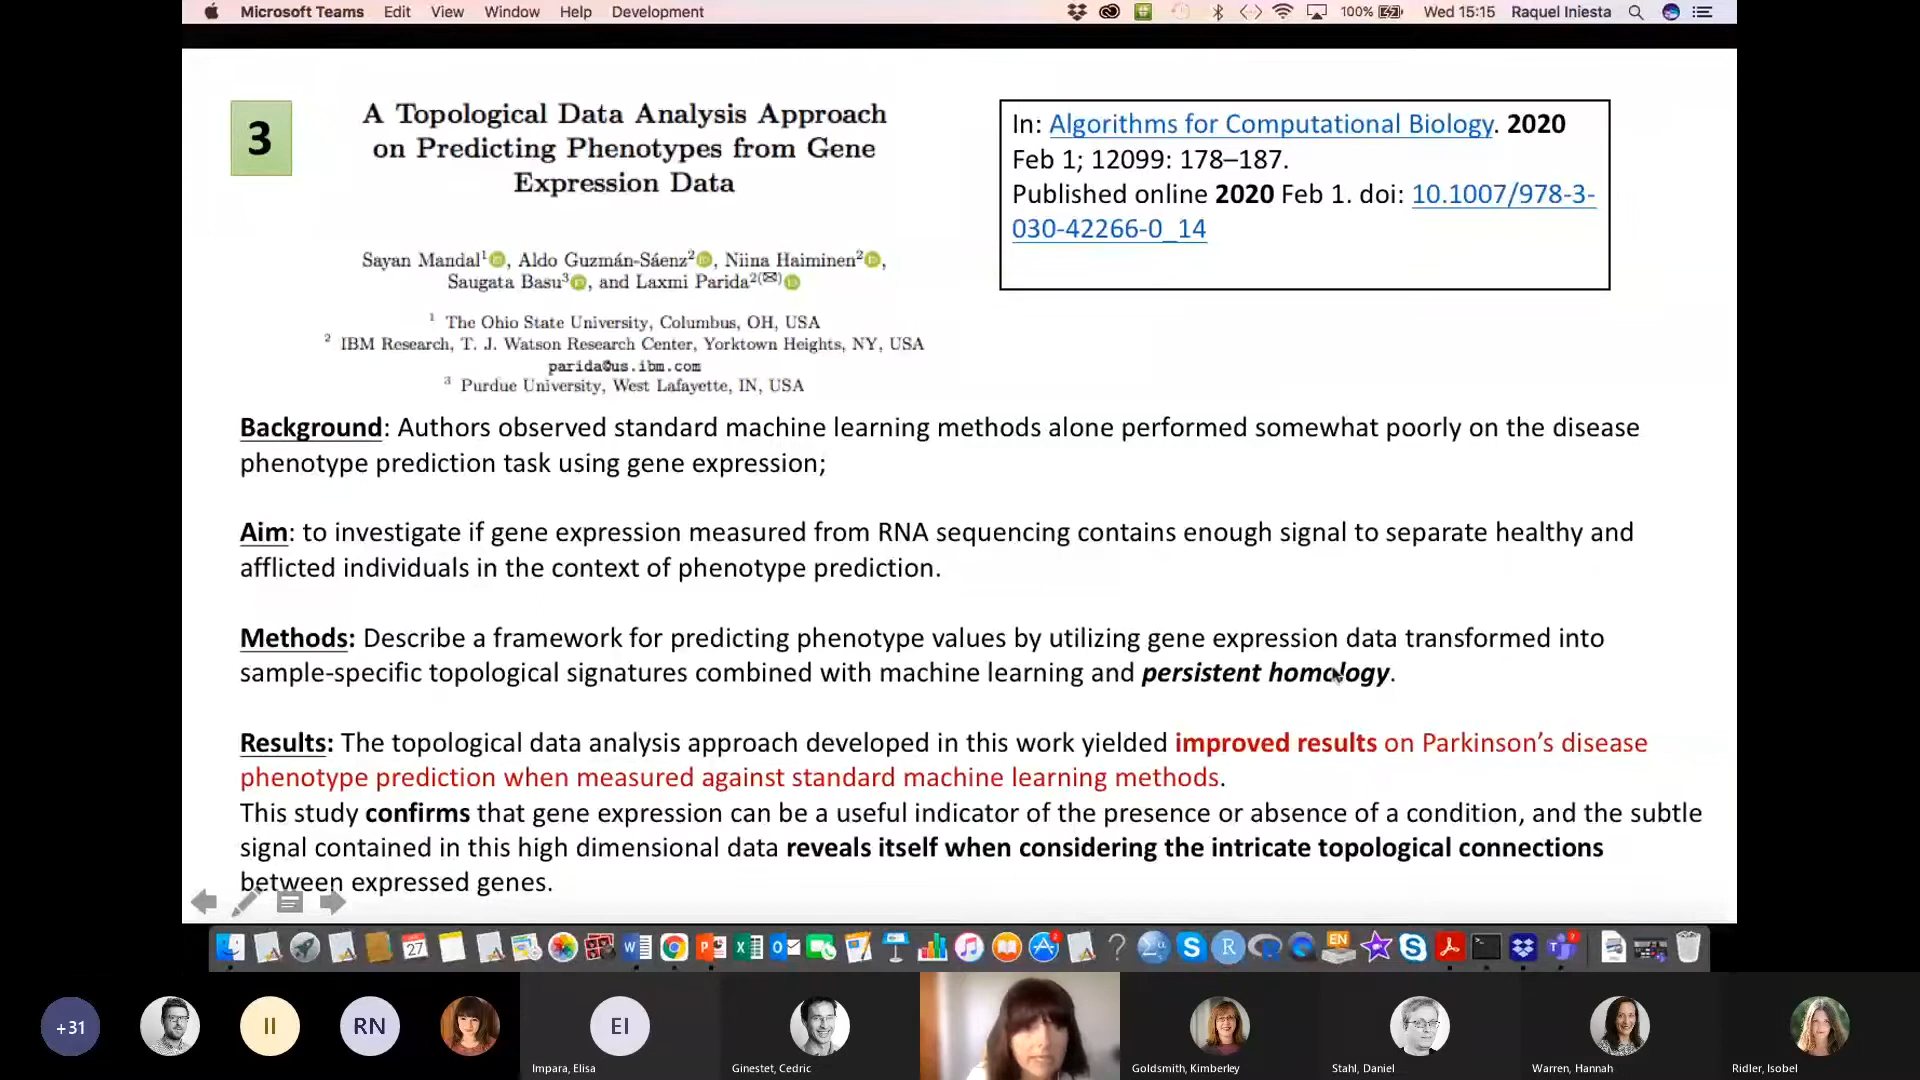 Microsoft Teams Edit View Window Help Development 100% Wed 15:15 Raquel Iniesta
3
A Topological Data Analysis Approach
on Predicting Phenotypes from Gene
Expression Data
In: Algorithms for Computational Biology. 2020
Feb 1; 12099: 178–187.
Published online 2020 Feb 1. doi: 10.1007/978-3-
030-42266-0_14
Sayan Mandal1, Aldo Guzmán-Sáenz2, Niina Haiminen2,
Saugata Basu3, and Laxmi Parida2(✉)
1 The Ohio State University, Columbus, OH, USA
2 IBM Research, T. J. Watson Research Center, Yorktown Heights, NY, USA
parida@us.ibm.com
3 Purdue University, West Lafayette, IN, USA
Background: Authors observed standard machine learning methods alone performed somewhat poorly on the disease
phenotype prediction task using gene expression;
Aim: to investigate if gene expression measured from RNA sequencing contains enough signal to separate healthy and
afflicted individuals in the context of phenotype prediction.
Methods: Describe a framework for predicting phenotype values by utilizing gene expression data transformed into
sample-specific topological signatures combined with machine learning and persistent homology.
Results: The topological data analysis approach developed in this work yielded improved results on Parkinson's disease
phenotype prediction when measured against standard machine learning methods.
This study confirms that gene expression can be a useful indicator of the presence or absence of a condition, and the subtle
signal contained in this high dimensional data reveals itself when considering the intricate topological connections
between expressed genes.
27
EN
+31
II
RN
EI
Impara, Elisa
Ginestet, Cedric
Goldsmith, Kimberley
Stahl, Daniel
Warren, Hannah
Ridler, Isobel